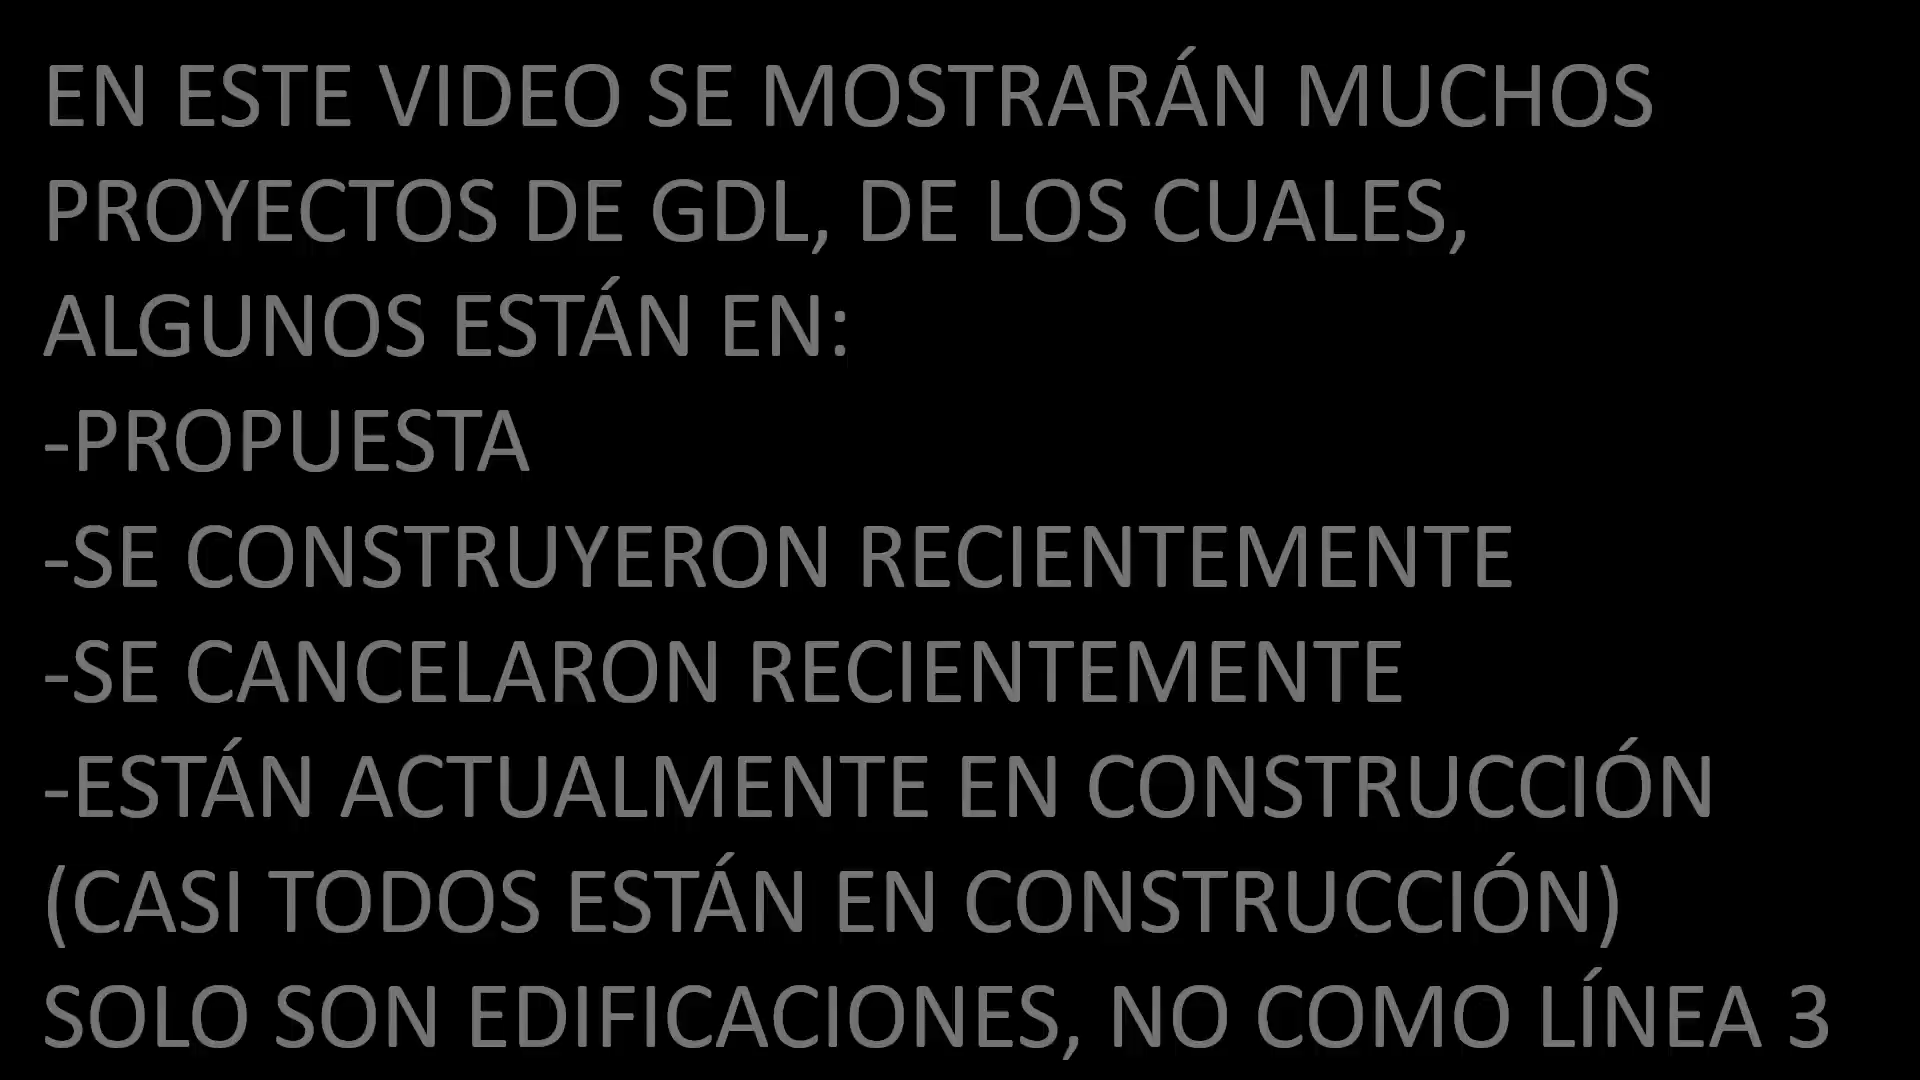 EN ESTE VIDEO SE MOSTRARÁN MUCHOS
PROYECTOS DE GDL, DE LOS CUALES,
ALGUNOS ESTÁN EN:
-PROPUESTA
-SE CONSTRUYERON RECIENTEMENTE
-SE CANCELARON RECIENTEMENTE
-ESTÁN ACTUALMENTE EN CONSTRUCCIÓN
(CASI TODOS ESTÁN EN CONSTRUCCIÓN)
SOLO SON EDIFICACIONES, NO COMO LÍNEA 3